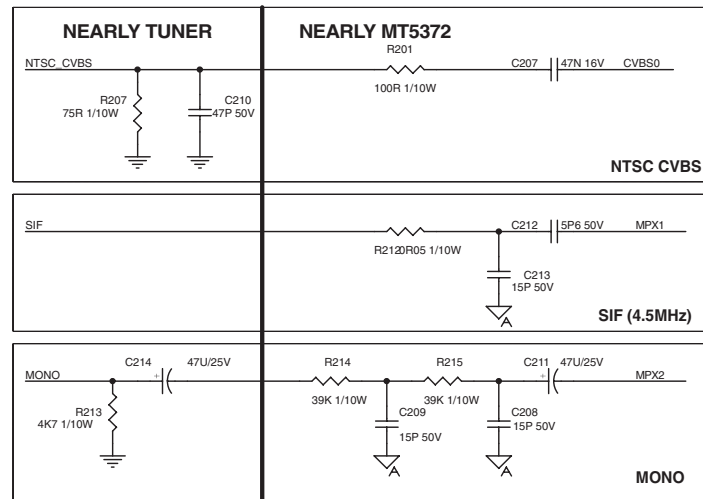 NEARLY TUNER
NEARLY MT5372
NTSC_CVBS
R201
100R 1/10W
C207
47N 16V
CVBS0
R207
75R 1/10W
C210
47P 50V
NTSC CVBS
SIF
R212 0R05 1/10W
C212
5P6 50V
MPX1
C213
15P 50V
A
SIF (4.5MHz)
MONO
C214
+
47U/25V
R213
4K7 1/10W
R214
39K 1/10W
R215
39K 1/10W
C211
+
47U/25V
MPX2
C209
15P 50V
A
C208
15P 50V
A
MONO